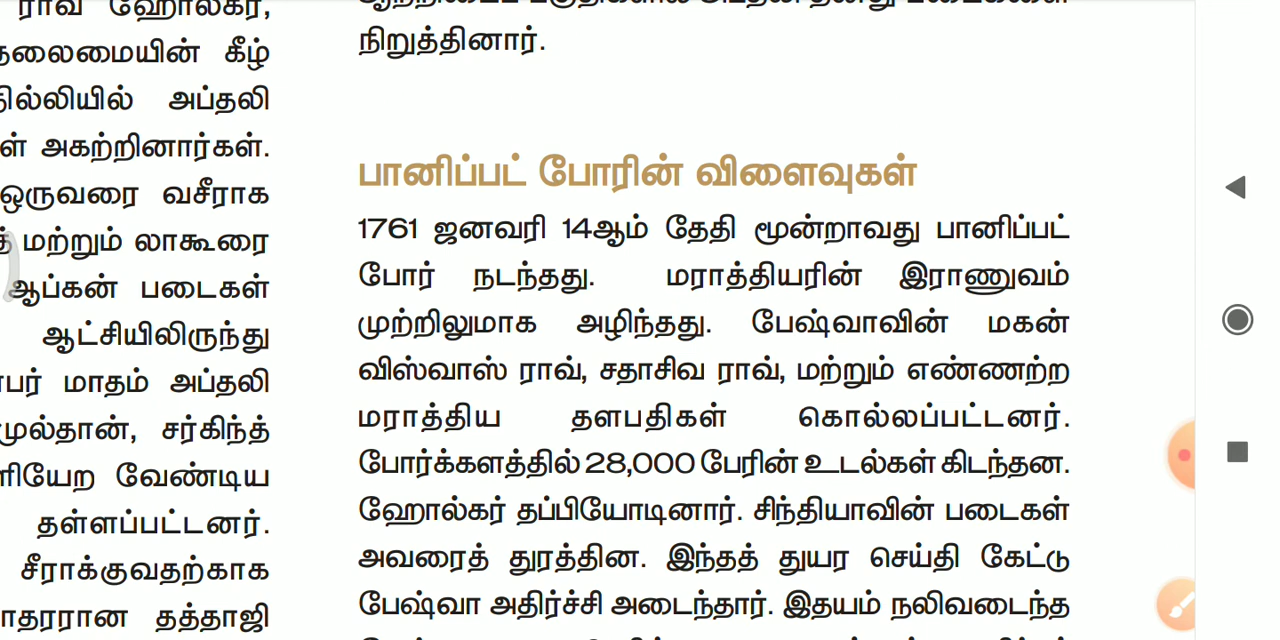 ராவ் ஹோல்கர்,
தலைமையின் கீழ்
தில்லியில் அப்தலி
அகற்றினார்கள்.
ஒருவரை வசீராக
மற்றும் லாகூரை
ஆப்கன் படைகள்
ஆட்சியிலிருந்து
மாதம் அப்தலி
முல்தான், சர்கிந்த்
வேண்டிய
தள்ளப்பட்டனர்.
சீராக்குவதற்காக
தத்தாஜி
நிறுத்தினார்.
பானிப்பட் போரின் விளைவுகள்
1761 ஜனவரி 14ஆம் தேதி மூன்றாவது பானிப்பட்
போர் நடந்தது. மராத்தியரின் இராணுவம்
முற்றிலுமாக அழிந்தது. பேஷ்வாவின் மகன்
விஸ்வாஸ் ராவ், சதாசிவ ராவ், மற்றும் எண்ணற்ற
மராத்திய தளபதிகள் கொல்லப்பட்டனர்.
போர்க்களத்தில் 28,000 பேரின் உடல்கள் கிடந்தன.
ஹோல்கர் தப்பியோடினார். சிந்தியாவின் படைகள்
அவரைத் துரத்தின. இந்தத் துயர செய்தி கேட்டு
பேஷ்வா அதிர்ச்சி அடைந்தார். இதயம் நலிவடைந்த